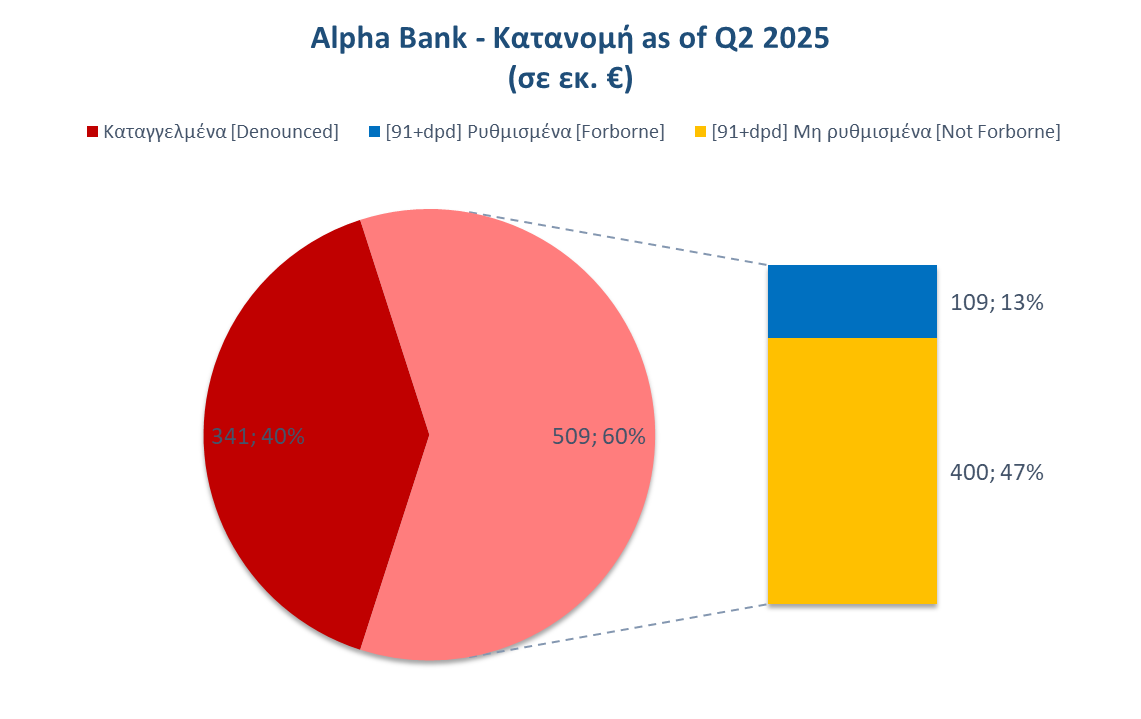 Alpha Bank - Κατανομή as of Q2 2025
(σε εκ. €)
Καταγγελμένα [Denounced] [91+dpd] Ρυθμισμένα [Forborne] [91+dpd] Μη ρυθμισμένα [Not Forborne]
109; 13%
341; 40%
509; 60%
400; 47%